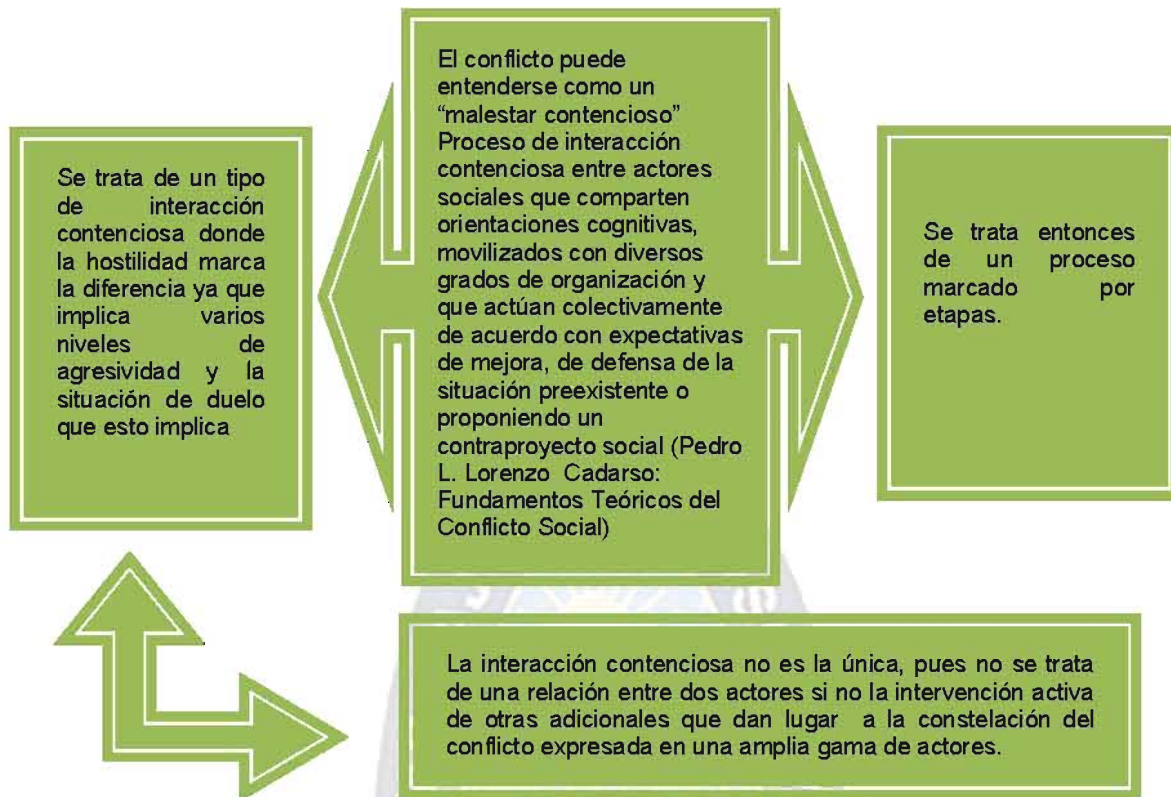 Se trata de un tipo
de interacción
contenciosa donde
la hostilidad marca
la diferencia ya que
implica varios
niveles de
agresividad y la
situación de duelo
que esto implica
El conflicto puede
entenderse como un
“malestar contencioso”
Proceso de interacción
contenciosa entre actores
sociales que comparten
orientaciones cognitivas,
movilizados con diversos
grados de organización y
que actúan colectivamente
de acuerdo con expectativas
de mejora, de defensa de la
situación preexistente o
proponiendo un
contraproyecto social (Pedro
L. Lorenzo Cadarso:
Fundamentos Teóricos del
Conflicto Social)
Se trata entonces
de un proceso
marcado por
etapas.
La interacción contenciosa no es la única, pues no se trata
de una relación entre dos actores si no la intervención activa
de otras adicionales que dan lugar a la constelación del
conflicto expresada en una amplia gama de actores.